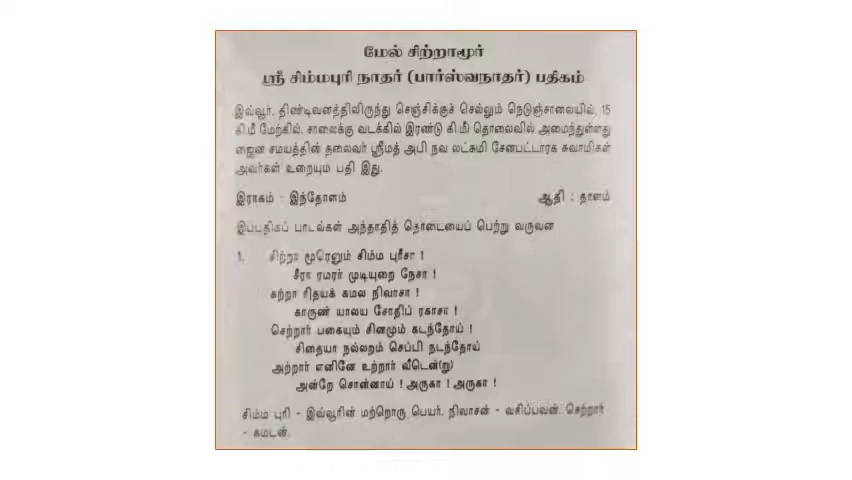 மேல் சிற்றாமூர்
ஸ்ரீ சிம்மபுரி நாதர் (பார்ஸ்வநாதர்) பதிகம்
இவ்வூர், திண்டிவனத்திலிருந்து செஞ்சிக்குச் செல்லும் நெடுஞ்சாலையில், 15
கி.மீ மேற்கில், சாலைக்கு வடக்கில் இரண்டு கி.மீ தொலைவில் அமைந்துள்ளது
ஜைன சமயத்தின் தலைவர் ஸ்ரீமத் அபி நவ லட்சுமி சேனபட்டாரக சுவாமிகள்
அவர்கள் உறையும் பதி இது.
இராகம் - இந்தோளம் ஆதி : தாளம்
இப்பதிகப் பாடல்கள் அந்தாதித் தொடையைப் பெற்று வருவன
1. சிற்றா மூரெனும் சிம்ம புரீசா !
சீரா ரமரர் முடியுறை நேசா !
கற்றா ரிதயக் கமல நிவாசா !
காருண் யாலய சோதிப் ரகாசா !
செற்றார் பகையும் சினமும் கடந்தோய் !
சிதையா நல்லறம் செப்பி நடந்தோய்
அற்றார் எனினே உற்றார் வீடென்(று)
அன்றே சொன்னாய் ! அருகா ! அருகா !
சிம்ம புரி - இவ்வூரின் மற்றொரு பெயர். நிவாசன் - வசிப்பவன். செற்றார்
- கமடன்.